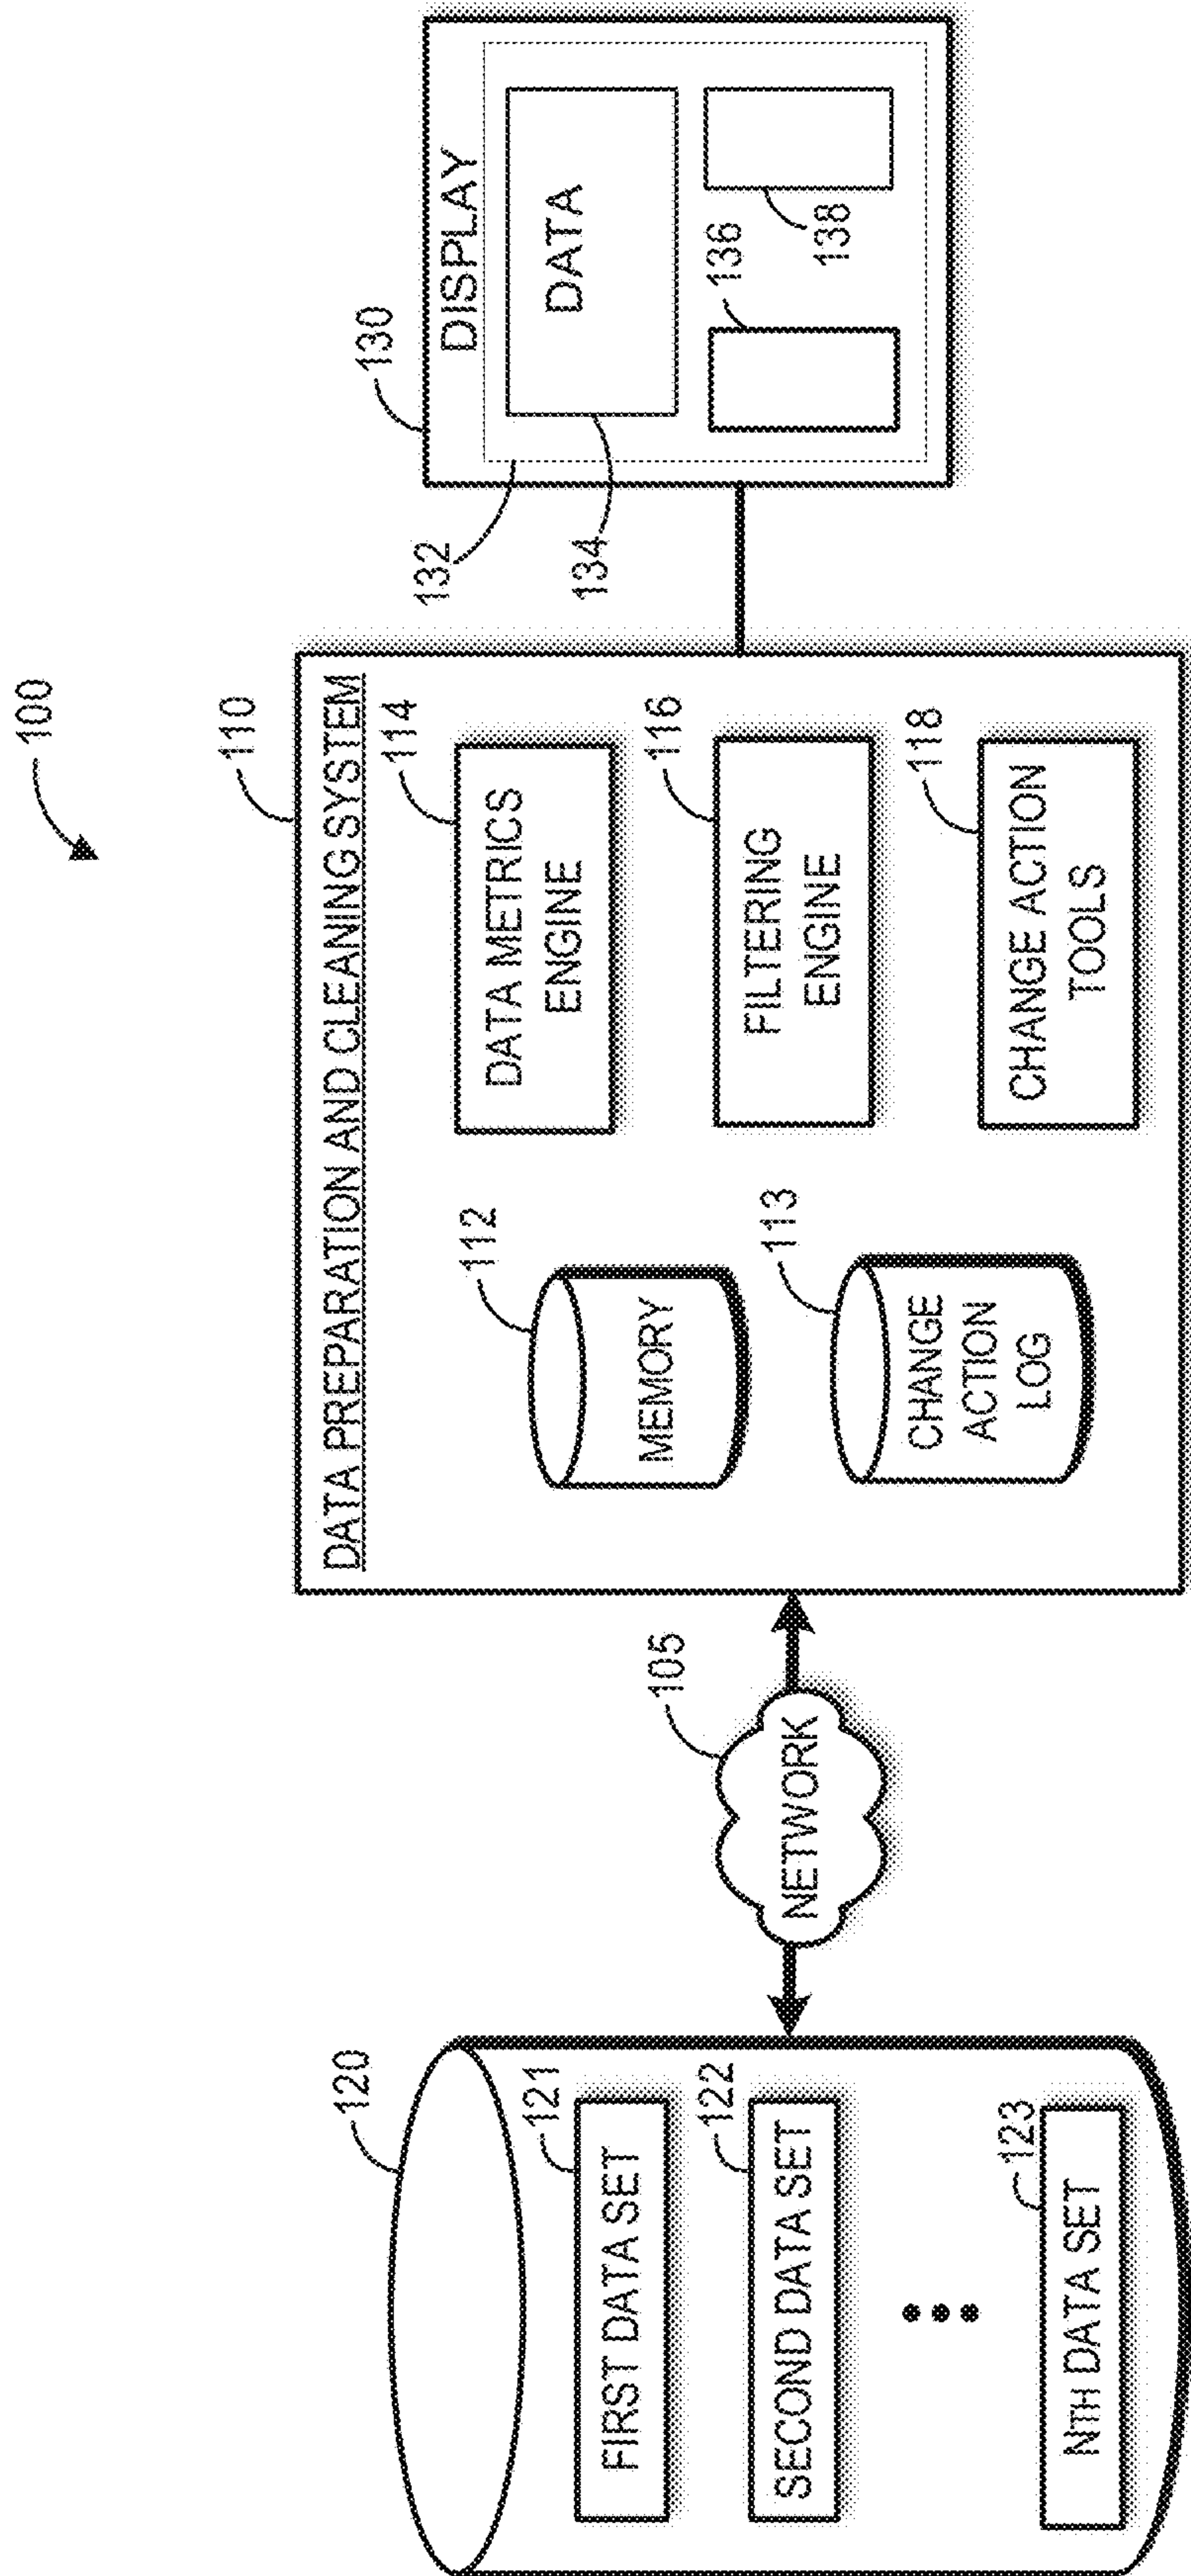 100
120
FIRST DATA SET
121
SECOND DATA SET
122
NTH DATA SET
123
105
NETWORK
110
DATA PREPARATION AND CLEANING SYSTEM
112
MEMORY
113
CHANGE
ACTION
LOG
114
DATA METRICS
ENGINE
116
FILTERING
ENGINE
118
CHANGE ACTION
TOOLS
130
DISPLAY
132
134
DATA
136
138